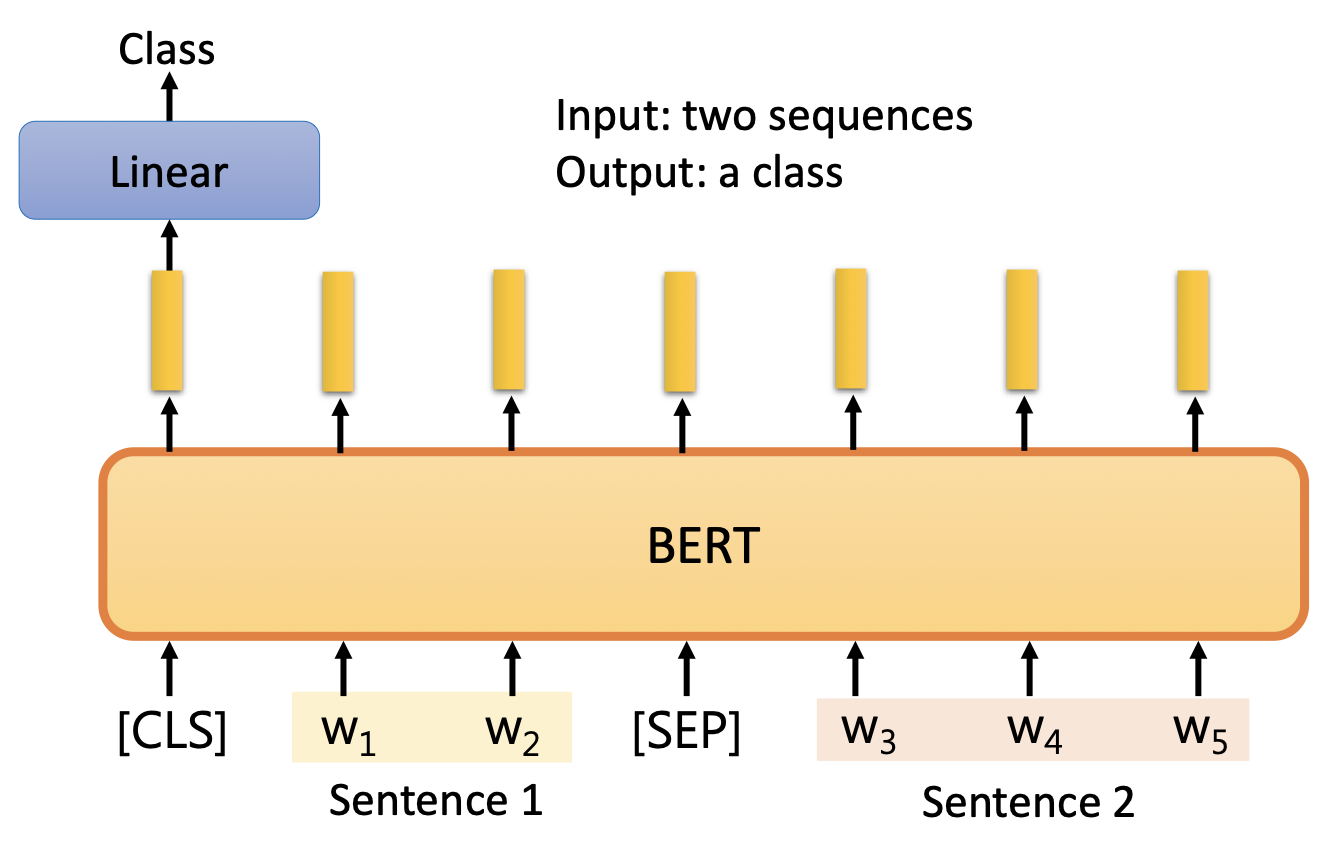 Class
Linear
Input: two sequences
Output: a class
BERT
[CLS] w1 w2 [SEP] w3 w4 w5
Sentence 1 Sentence 2